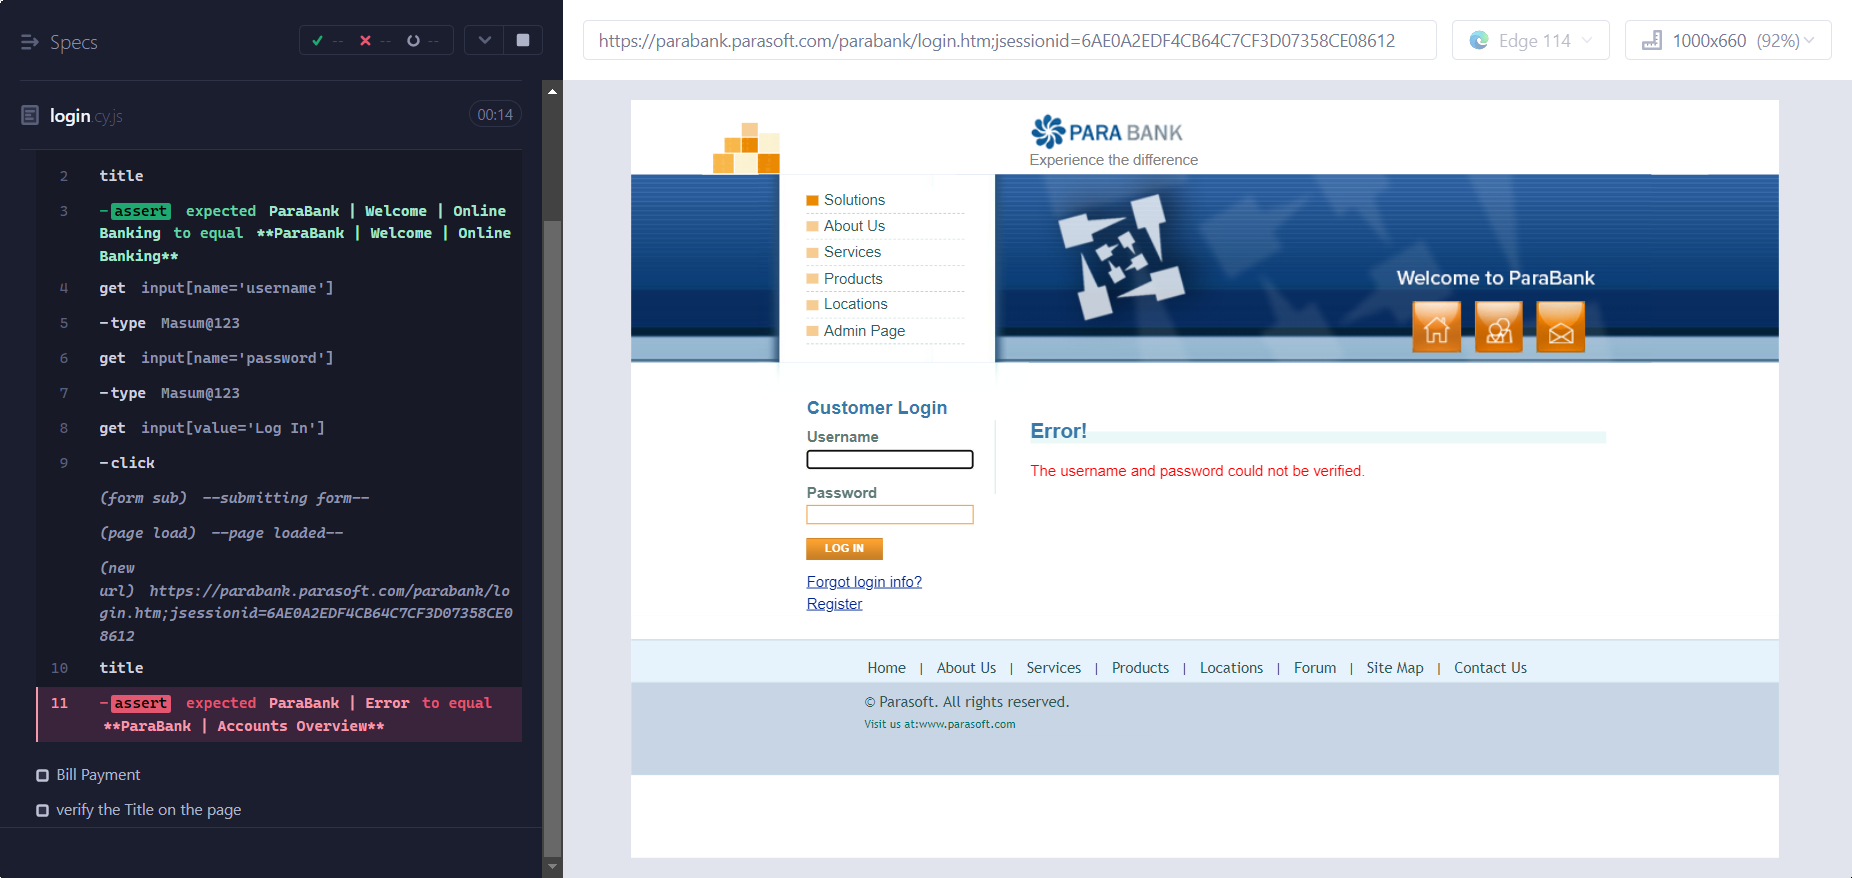 Specs
-- -- --
login.cy.js
00:14
2 title
3 -assert expected ParaBank | Welcome | Online
Banking to equal **ParaBank | Welcome | Online
Banking**
4 get input[name='username']
5 -type Masum@123
6 get input[name='password']
7 -type Masum@123
8 get input[value='Log In']
9 -click
(form sub) --submitting form--
(page load) --page loaded--
(new
url) https://parabank.parasoft.com/parabank/lo
gin.htm;jsessionid=6AE0A2EDF4CB64C7CF3D07358CE0
8612
10 title
11 -assert expected ParaBank | Error to equal
**ParaBank | Accounts Overview**
Bill Payment
verify the Title on the page
https://parabank.parasoft.com/parabank/login.htm;jsessionid=6AE0A2EDF4CB64C7CF3D07358CE08612
Edge 114
1000x660 (92%)
PARA BANK
Experience the difference
Solutions
About Us
Services
Products
Locations
Admin Page
Welcome to ParaBank
Customer Login
Username
Password
LOG IN
Forgot login info?
Register
Error!
The username and password could not be verified.
Home | About Us | Services | Products | Locations | Forum | Site Map | Contact Us
© Parasoft. All rights reserved.
Visit us at:www.parasoft.com